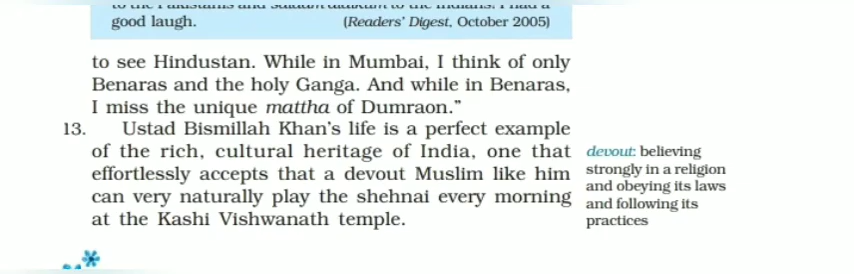 good laugh.
(Readers' Digest, October 2005)
to see Hindustan. While in Mumbai, I think of only
Benaras and the holy Ganga. And while in Benaras,
I miss the unique mattha of Dumraon.”
13. Ustad Bismillah Khan’s life is a perfect example
of the rich, cultural heritage of India, one that
effortlessly accepts that a devout Muslim like him
can very naturally play the shehnai every morning
at the Kashi Vishwanath temple.
devout: believing
strongly in a religion
and obeying its laws
and following its
practices